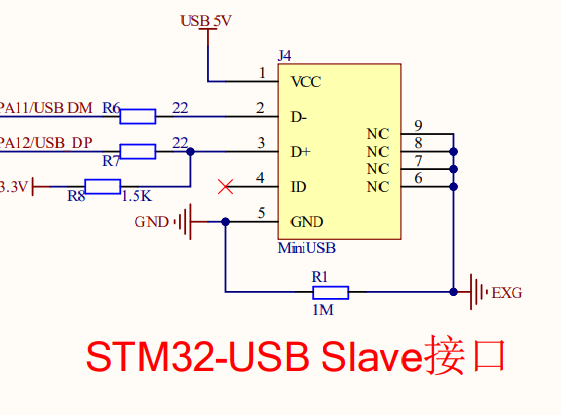 USB 5V
J4
1 VCC
PA11/USB DM R6 22 2 D-
NC 9
PA12/USB_DP R7 22 3 D+
NC 8
NC 7
3.3V R8 1.5K 4 ID
NC 6
GND 5 GND
MiniUSB
R1
1M
EXG
STM32-USB Slave接口